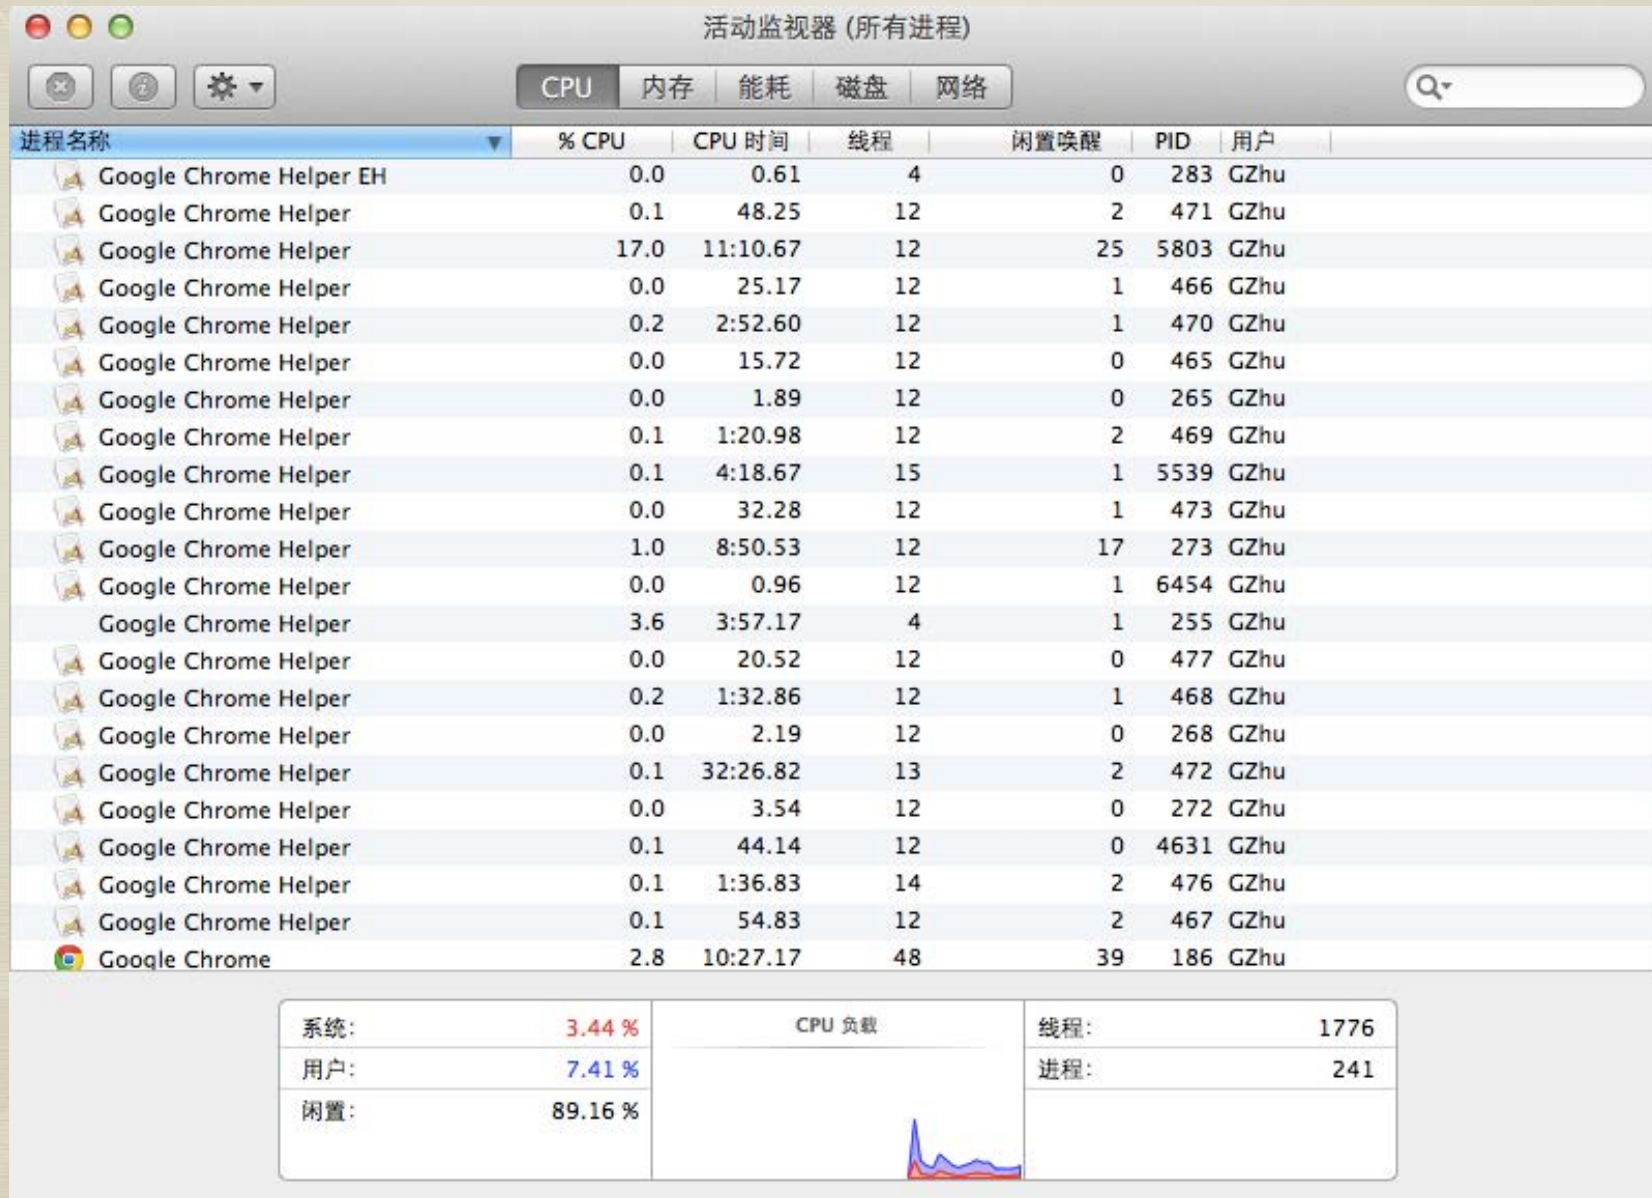 活动监视器 (所有进程)
CPU 内存 能耗 磁盘 网络
进程名称 % CPU CPU 时间 线程 闲置唤醒 PID 用户
Google Chrome Helper EH 0.0 0.61 4 0 283 GZhu
Google Chrome Helper 0.1 48.25 12 2 471 GZhu
Google Chrome Helper 17.0 11:10.67 12 25 5803 GZhu
Google Chrome Helper 0.0 25.17 12 1 466 GZhu
Google Chrome Helper 0.2 2:52.60 12 1 470 GZhu
Google Chrome Helper 0.0 15.72 12 0 465 GZhu
Google Chrome Helper 0.0 1.89 12 0 265 GZhu
Google Chrome Helper 0.1 1:20.98 12 2 469 GZhu
Google Chrome Helper 0.1 4:18.67 15 1 5539 GZhu
Google Chrome Helper 0.0 32.28 12 1 473 GZhu
Google Chrome Helper 1.0 8:50.53 12 17 273 GZhu
Google Chrome Helper 0.0 0.96 12 1 6454 GZhu
Google Chrome Helper 3.6 3:57.17 4 1 255 GZhu
Google Chrome Helper 0.0 20.52 12 0 477 GZhu
Google Chrome Helper 0.2 1:32.86 12 1 468 GZhu
Google Chrome Helper 0.0 2.19 12 0 268 GZhu
Google Chrome Helper 0.1 32:26.82 13 2 472 GZhu
Google Chrome Helper 0.0 3.54 12 0 272 GZhu
Google Chrome Helper 0.1 44.14 12 0 4631 GZhu
Google Chrome Helper 0.1 1:36.83 14 2 476 GZhu
Google Chrome Helper 0.1 54.83 12 2 467 GZhu
Google Chrome 2.8 10:27.17 48 39 186 GZhu
系统: 3.44 % CPU 负载 线程: 1776
用户: 7.41 % 进程: 241
闲置: 89.16 %